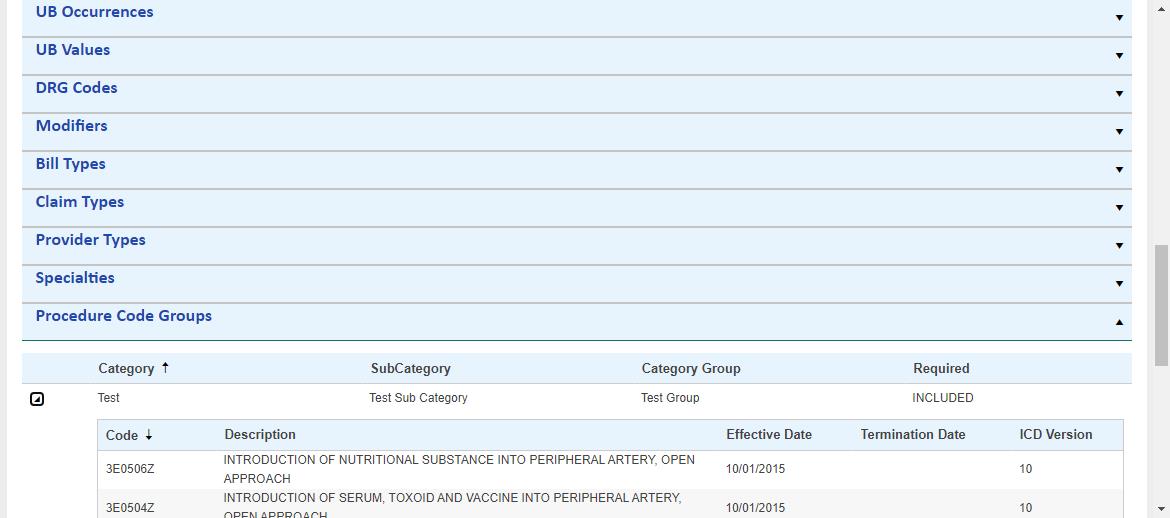 UB Occurrences
UB Values
DRG Codes
Modifiers
Bill Types
Claim Types
Provider Types
Specialties
Procedure Code Groups
Category SubCategory Category Group Required
Test Test Sub Category Test Group INCLUDED
Code Description Effective Date Termination Date ICD Version
3E0506Z INTRODUCTION OF NUTRITIONAL SUBSTANCE INTO PERIPHERAL ARTERY, OPEN 10/01/2015 10
APPROACH
3E0504Z INTRODUCTION OF SERUM, TOXOID AND VACCINE INTO PERIPHERAL ARTERY, 10/01/2015 10
OPEN APPROACH